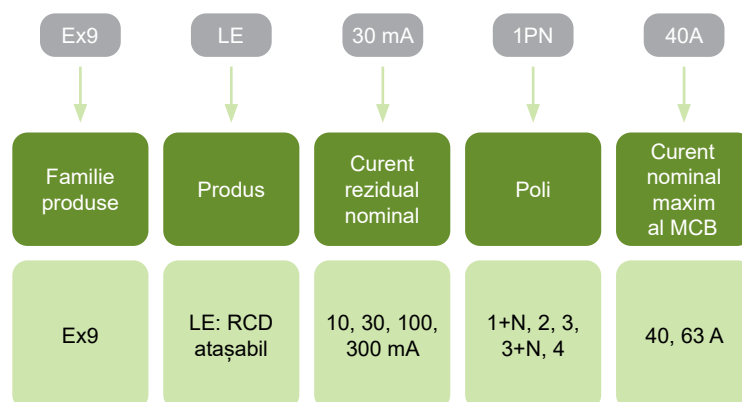 Ex9
LE
30 mA
1PN
40A
Familie
produse
Produs
Curent
rezidual
nominal
Poli
Curent
nominal
maxim
al MCB
Ex9
LE: RCD
atașabil
10, 30, 100,
300 mA
1+N, 2, 3,
3+N, 4
40, 63 A